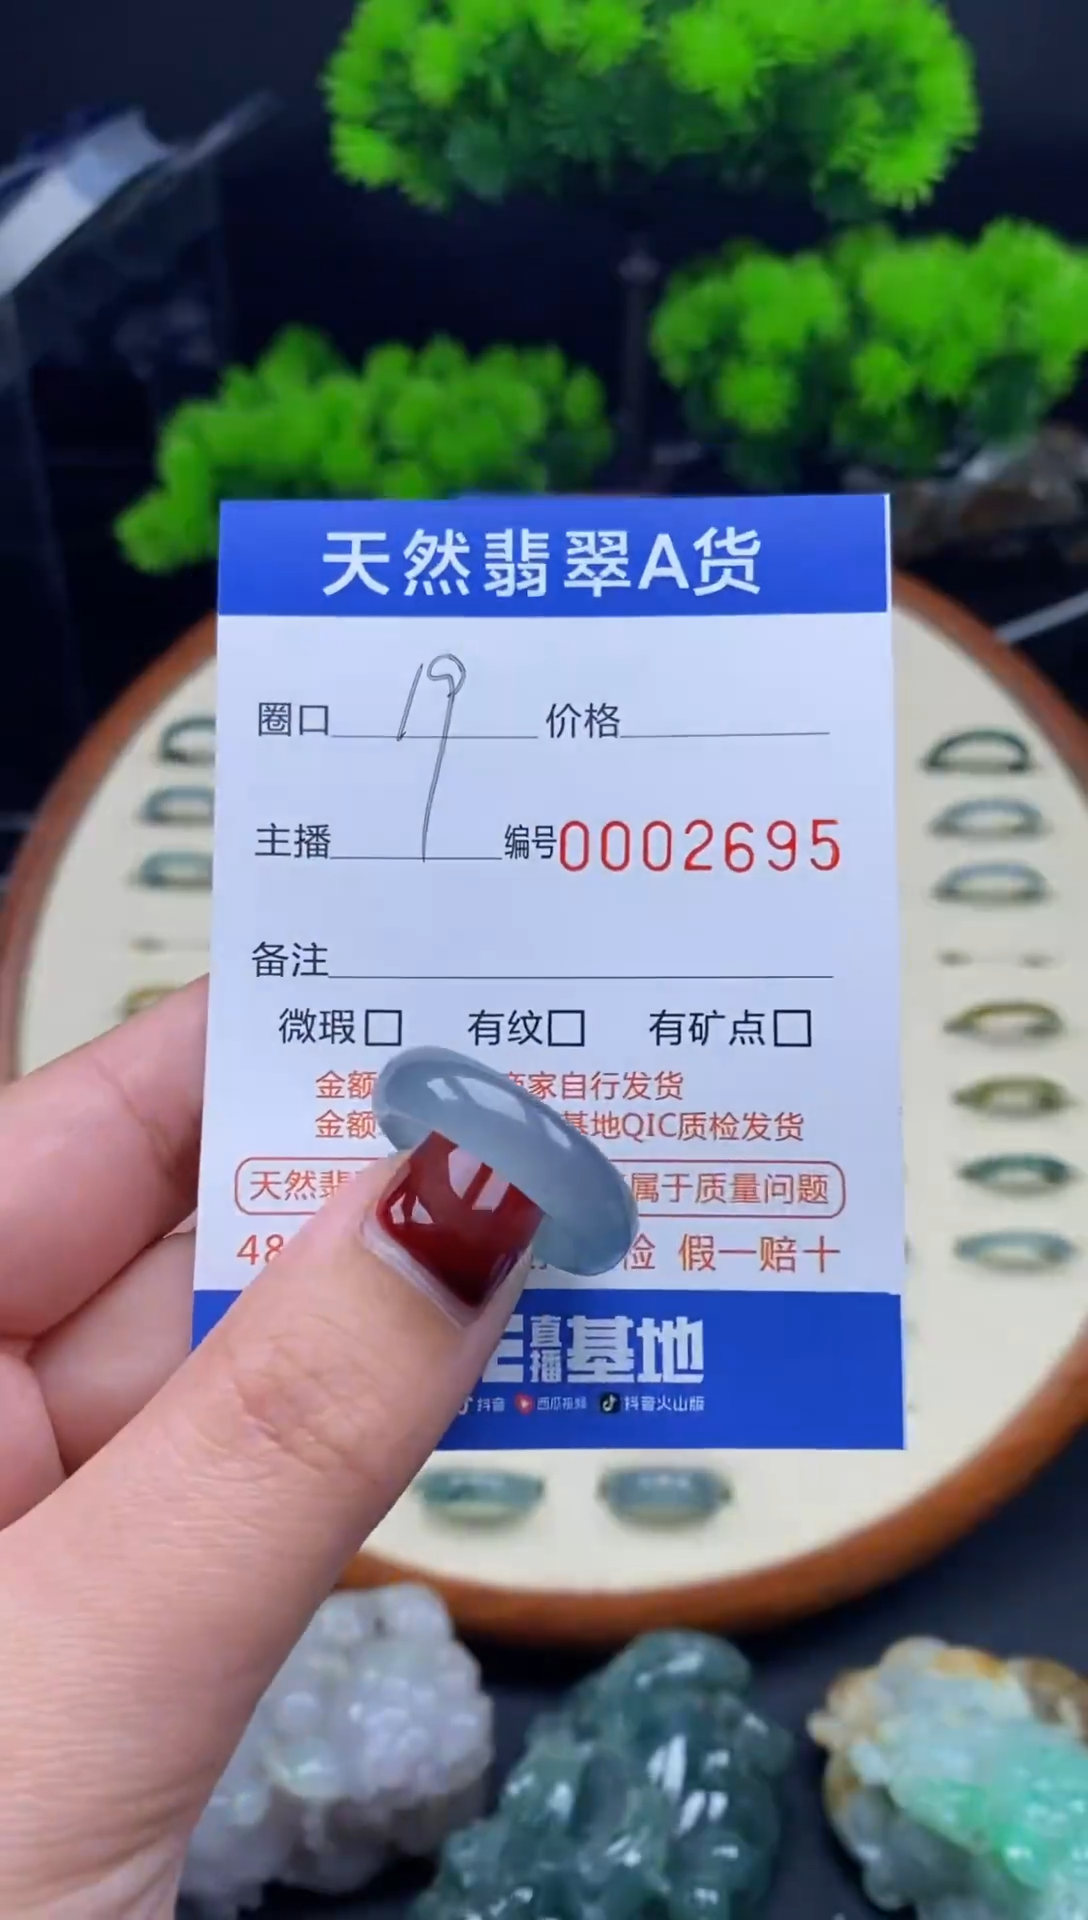 天然翡翠A货
圈口 19 价格
主播 编号0002695
备注
微瑕□ 有纹□ 有矿点□
金额 商家自行发货
金额 基地QIC质检发货
天然翡 属于质量问题
48 检 假一赔十
直播基地
抖音 西瓜视频 抖音火山版